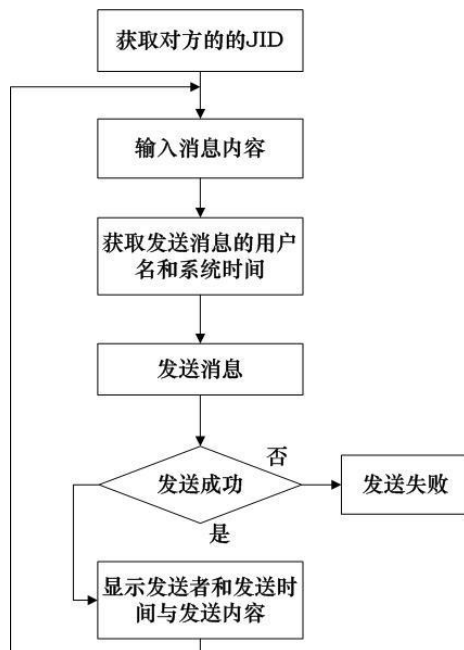 获取对方的的JID
输入消息内容
获取发送消息的用户
名和系统时间
发送消息
发送成功
否
发送失败
是
显示发送者和发送时
间与发送内容